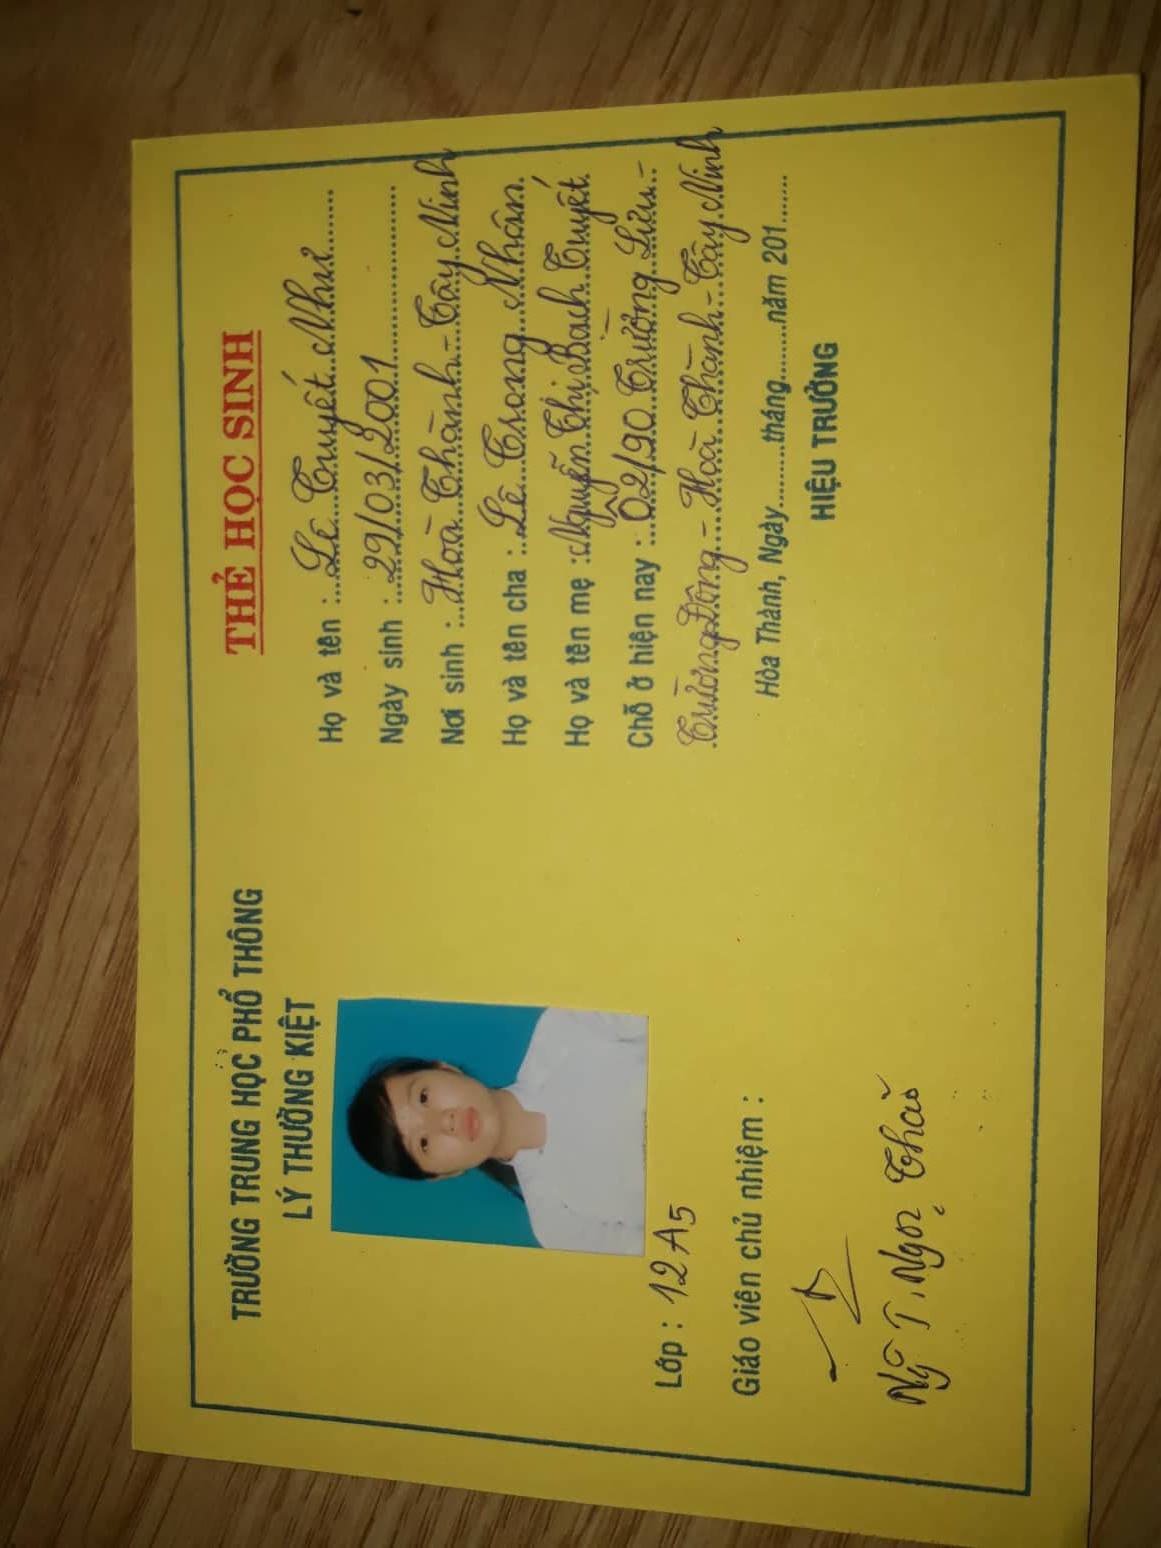 TRƯỜNG TRUNG HỌC PHỔ THÔNG
LÝ THƯỜNG KIỆT
Lớp : 12A5
Giáo viên chủ nhiệm :
Ng T. Ngọc Thảo
THẺ HỌC SINH
Họ và tên : Lê Tuyết Như
Ngày sinh : 29/03/2001
Nơi sinh : Hoà Thành - Tây Ninh
Họ và tên cha : Lê Trọng Nhân
Họ và tên mẹ : Nguyễn Thị Bạch Tuyết
Chỗ ở hiện nay : 02/90 Trường Lưu -
Trường Đông - Hoà Thành - Tây Ninh
Hòa Thành, Ngày.........tháng.........năm 201......
HIỆU TRƯỞNG